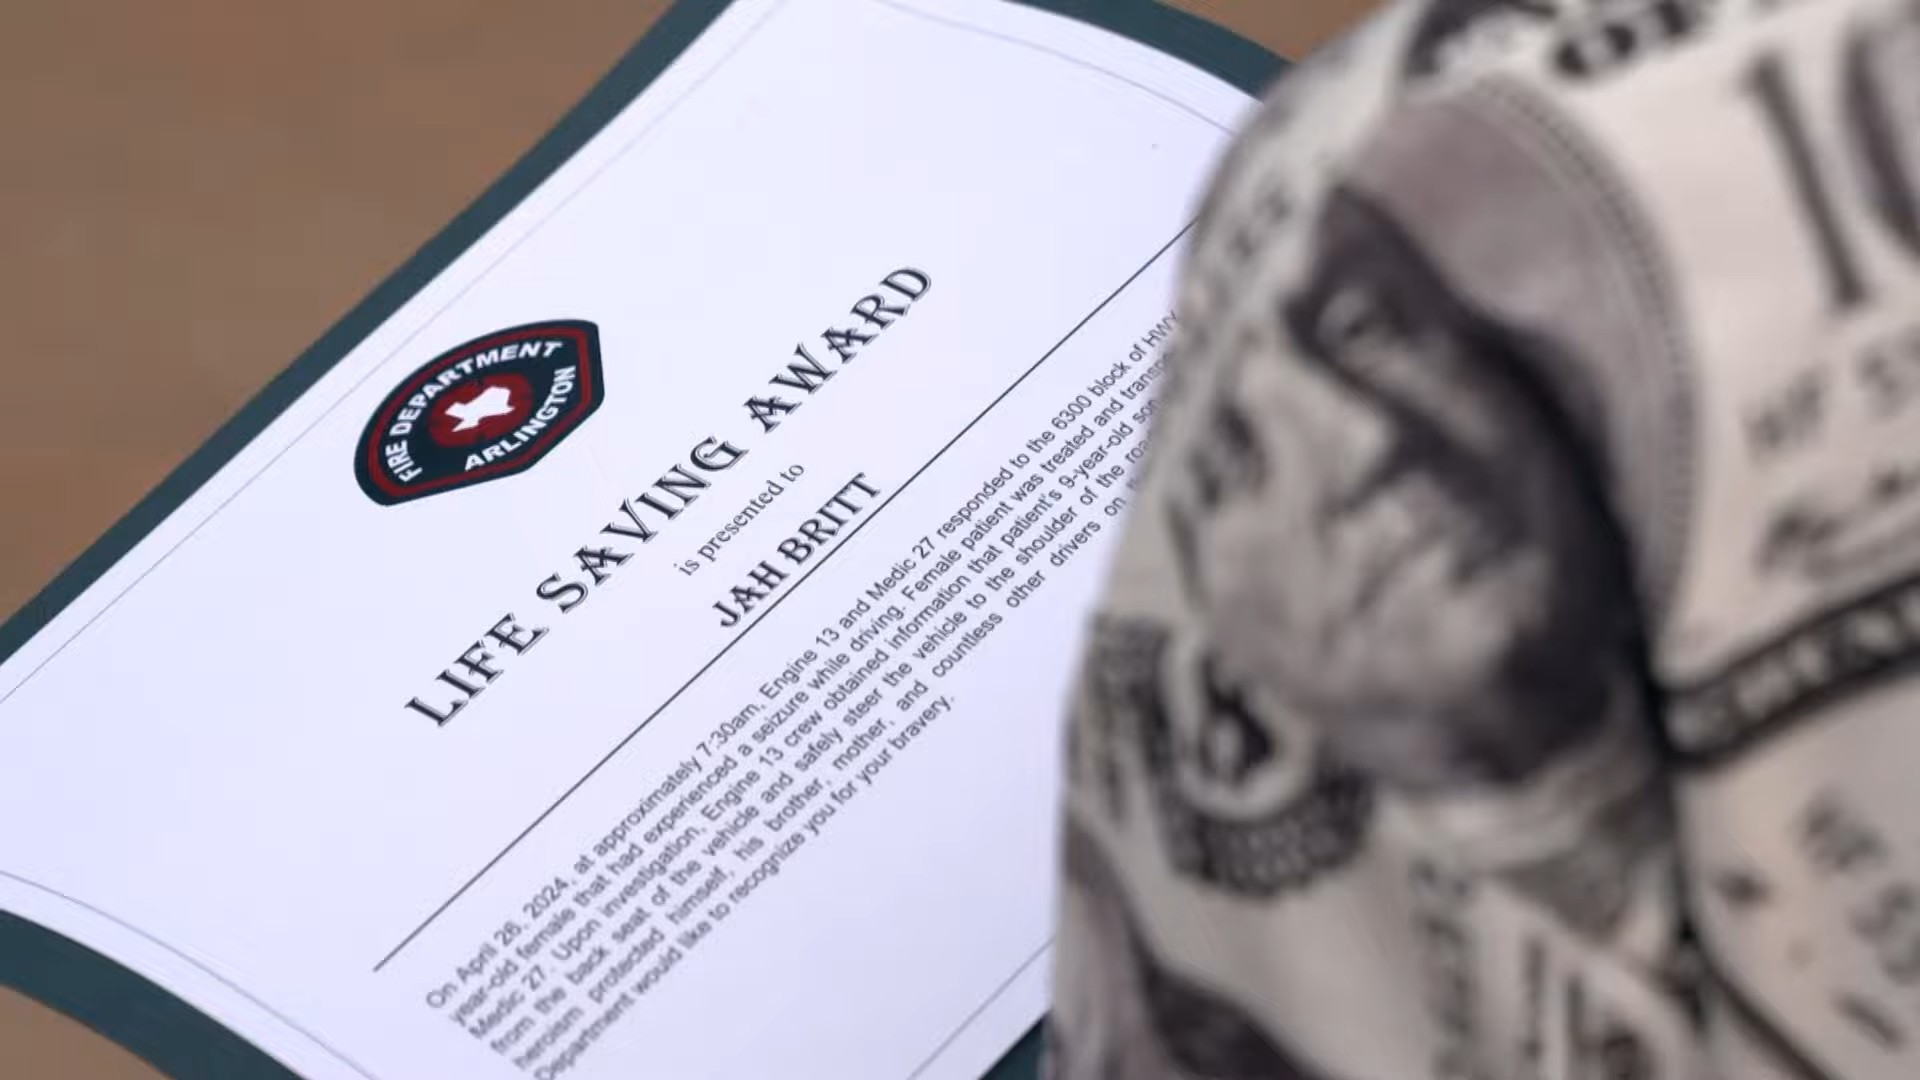 FIRE DEPARTMENT
ARLINGTON
LIFE SAVING AWARD
is presented to
JAH BRITT
On April 26, 2024, at approximately 7:30am, Engine 13 and Medic 27 responded to the 6300 block of HWY
year-old female that had experienced a seizure while driving. Female patient was treated and
Medic 27. Upon investigation, Engine 13 crew obtained information that patient's 9-year-old son
from the back seat of the vehicle and safely steer the vehicle to the shoulder of the
heroism protected himself, his brother, mother, and countless other drivers on
Department would like to recognize you for your bravery.